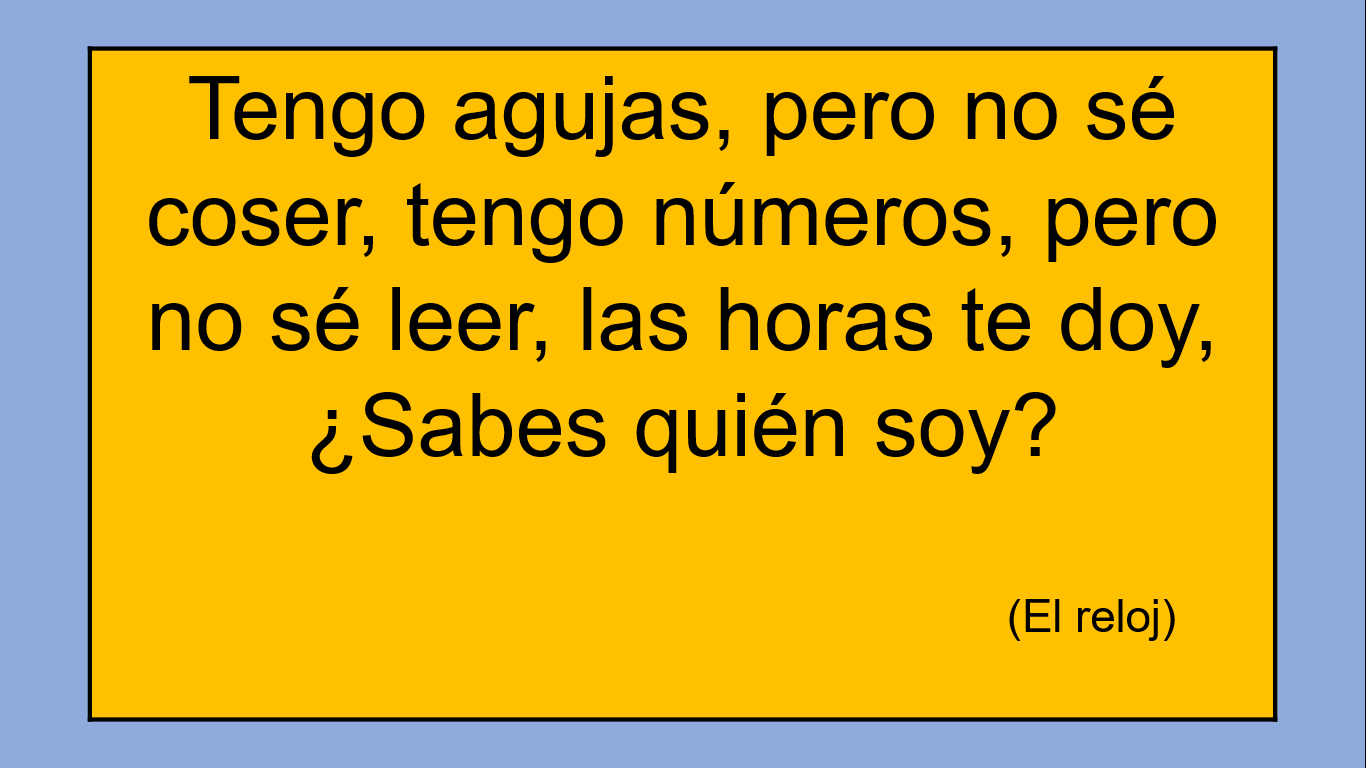 Tengo agujas, pero no sé
coser, tengo números, pero
no sé leer, las horas te doy,
¿Sabes quién soy?
(El reloj)